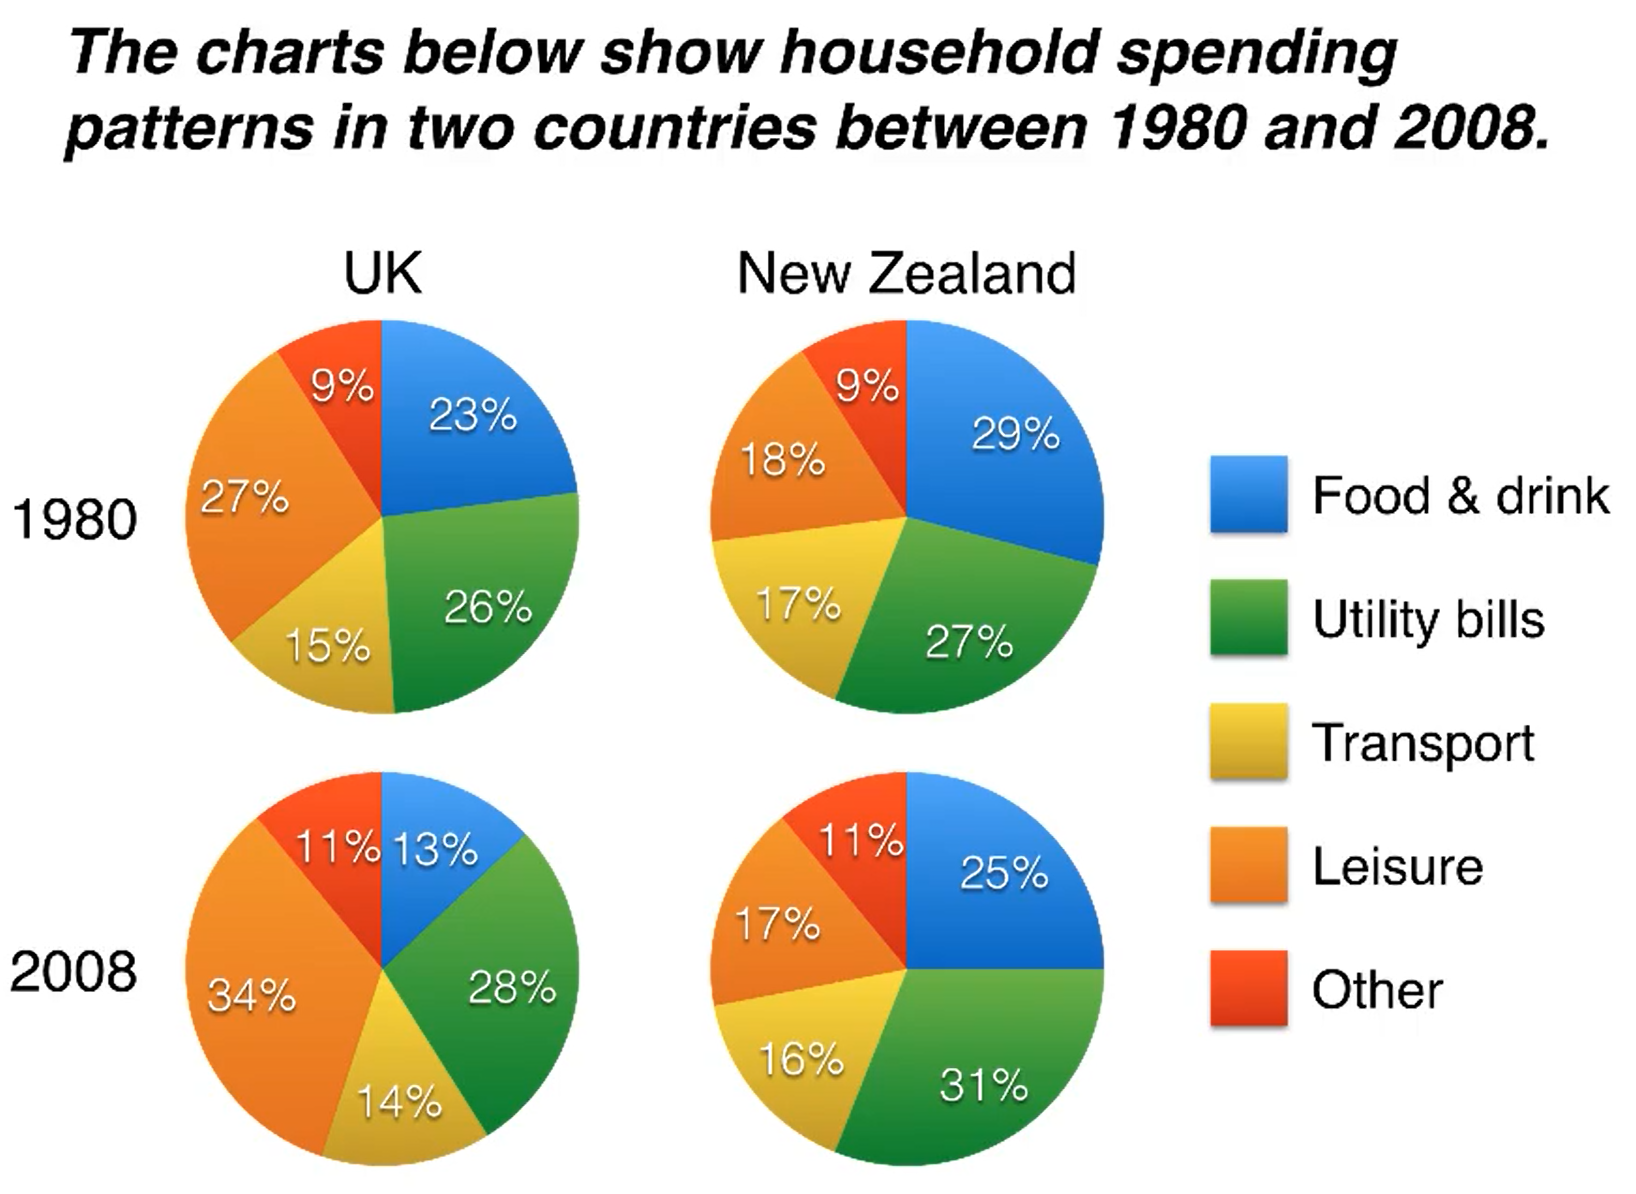 The charts below show household spending
patterns in two countries between 1980 and 2008.
UK
New Zealand
1980
9%
23%
27%
26%
15%
9%
29%
18%
17%
27%
2008
11%
13%
34%
28%
14%
11%
25%
17%
16%
31%
Food & drink
Utility bills
Transport
Leisure
Other